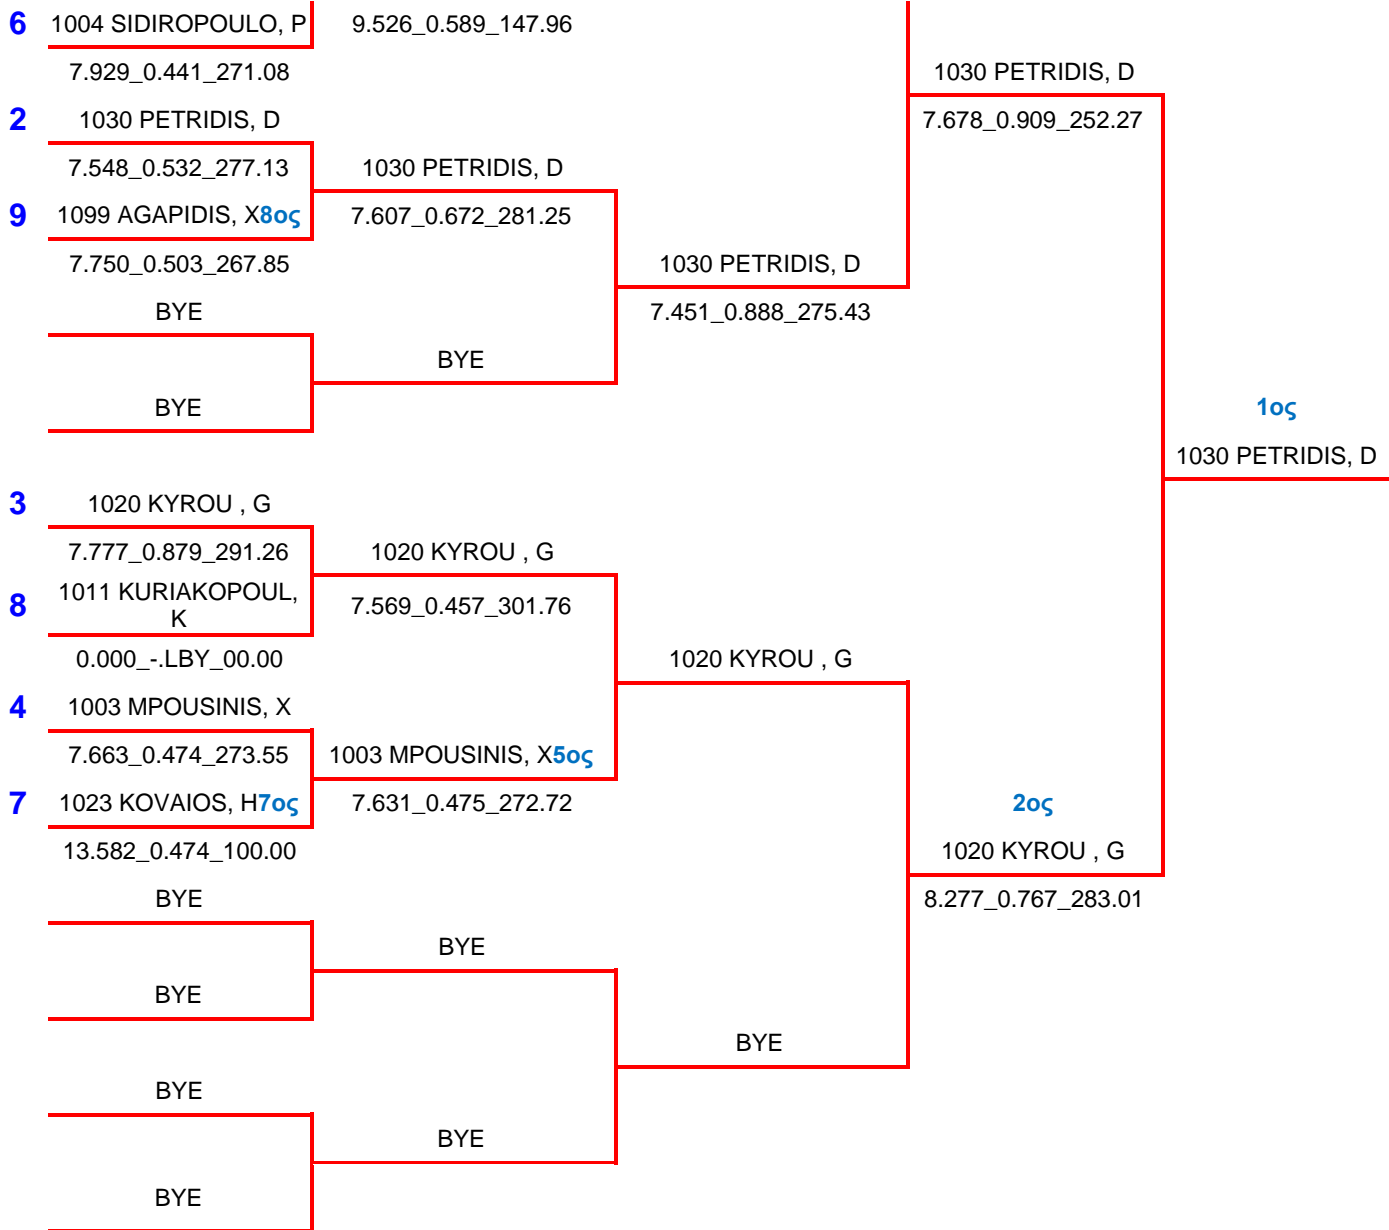 6 1004 SIDIROPOULO, P 9.526_0.589_147.96
7.929_0.441_271.08 1030 PETRIDIS, D
2 1030 PETRIDIS, D 7.678_0.909_252.27
7.548_0.532_277.13 1030 PETRIDIS, D
9 1099 AGAPIDIS, X8ος 7.607_0.672_281.25
7.750_0.503_267.85 1030 PETRIDIS, D
BYE 7.451_0.888_275.43
BYE
BYE 1ος
1030 PETRIDIS, D
3 1020 KYROU , G
7.777_0.879_291.26 1020 KYROU , G
8 1011 KURIAKOPOUL, K 7.569_0.457_301.76
0.000_-.LBY_00.00 1020 KYROU , G
4 1003 MPOUSINIS, X
7.663_0.474_273.55 1003 MPOUSINIS, X5ος
7 1023 KOVAIOS, H7ος 7.631_0.475_272.72 2ος
13.582_0.474_100.00 1020 KYROU , G
BYE 8.277_0.767_283.01
BYE
BYE
BYE
BYE
BYE
BYE